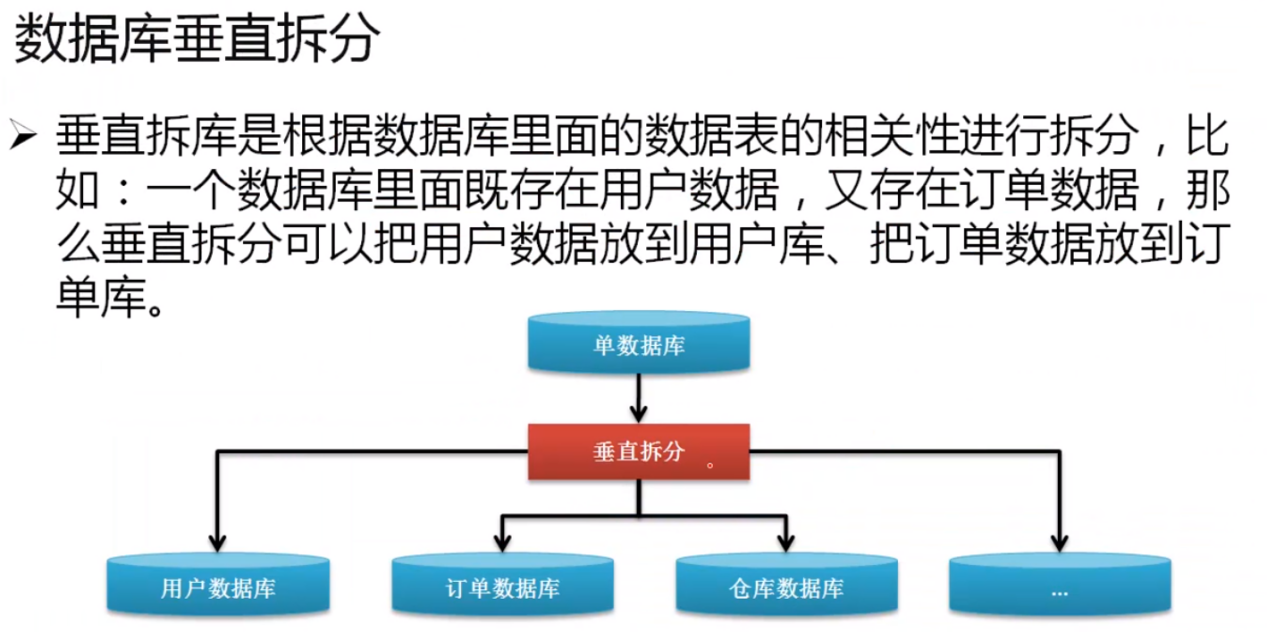 数据库垂直拆分
➢ 垂直拆库是根据数据库里面的数据表的相关性进行拆分，比
如：一个数据库里面既存在用户数据，又存在订单数据，那
么垂直拆分可以把用户数据放到用户库、把订单数据放到订
单库。
单数据库
垂直拆分 。
用户数据库
订单数据库
仓库数据库
...